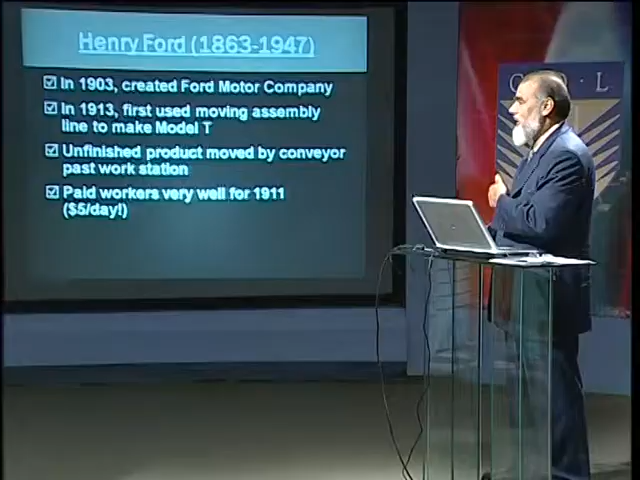 Henry Ford (1863-1947)
In 1903, created Ford Motor Company
In 1913, first used moving assembly
line to make Model T
Unfinished product moved by conveyor
past work station
Paid workers very well for 1911
($5/day!)